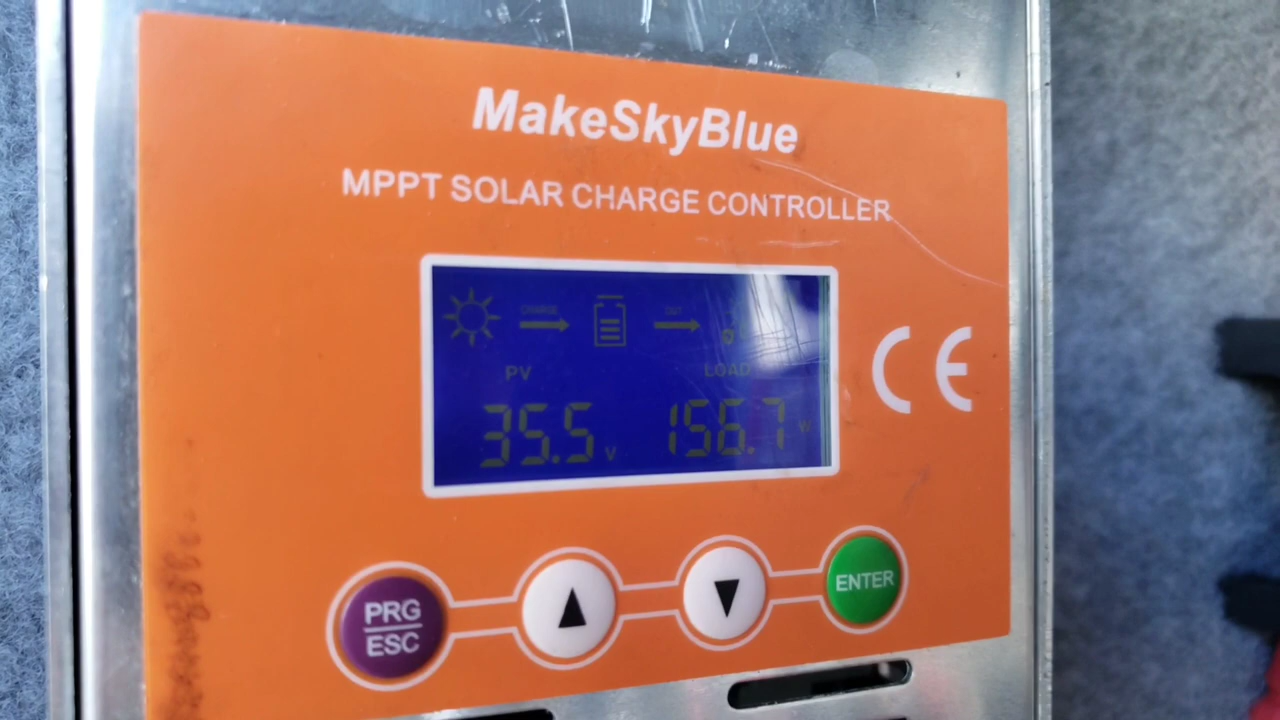 MakeSkyBlue
MPPT SOLAR CHARGE CONTROLLER
CHARGE OUT
PV LOAD
35.5 V 156.7 W
CE
PRG
ESC
ENTER